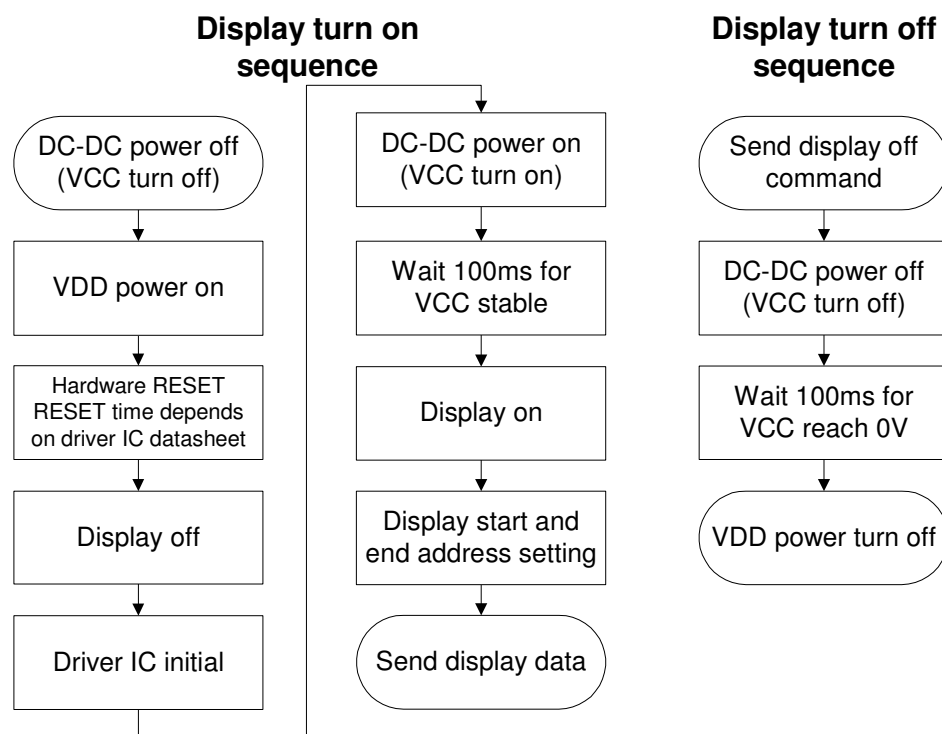 Display turn on
sequence
DC-DC power off
(VCC turn off)
VDD power on
Hardware RESET
RESET time depends
on driver IC datasheet
Display off
Driver IC initial
DC-DC power on
(VCC turn on)
Wait 100ms for
VCC stable
Display on
Display start and
end address setting
Send display data
Display turn off
sequence
Send display off
command
DC-DC power off
(VCC turn off)
Wait 100ms for
VCC reach 0V
VDD power turn off